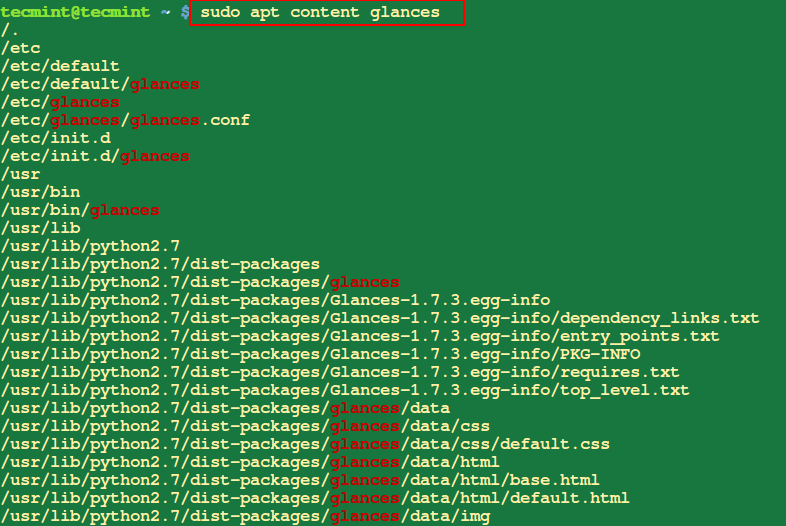 tecmint@tecmint ~ $ sudo apt content glances
/.
/etc
/etc/default
/etc/default/glances
/etc/glances
/etc/glances/glances.conf
/etc/init.d
/etc/init.d/glances
/usr
/usr/bin
/usr/bin/glances
/usr/lib
/usr/lib/python2.7
/usr/lib/python2.7/dist-packages
/usr/lib/python2.7/dist-packages/glances
/usr/lib/python2.7/dist-packages/Glances-1.7.3.egg-info
/usr/lib/python2.7/dist-packages/Glances-1.7.3.egg-info/dependency_links.txt
/usr/lib/python2.7/dist-packages/Glances-1.7.3.egg-info/entry_points.txt
/usr/lib/python2.7/dist-packages/Glances-1.7.3.egg-info/PKG-INFO
/usr/lib/python2.7/dist-packages/Glances-1.7.3.egg-info/requires.txt
/usr/lib/python2.7/dist-packages/Glances-1.7.3.egg-info/top_level.txt
/usr/lib/python2.7/dist-packages/glances/data
/usr/lib/python2.7/dist-packages/glances/data/css
/usr/lib/python2.7/dist-packages/glances/data/css/default.css
/usr/lib/python2.7/dist-packages/glances/data/html
/usr/lib/python2.7/dist-packages/glances/data/html/base.html
/usr/lib/python2.7/dist-packages/glances/data/html/default.html
/usr/lib/python2.7/dist-packages/glances/data/img